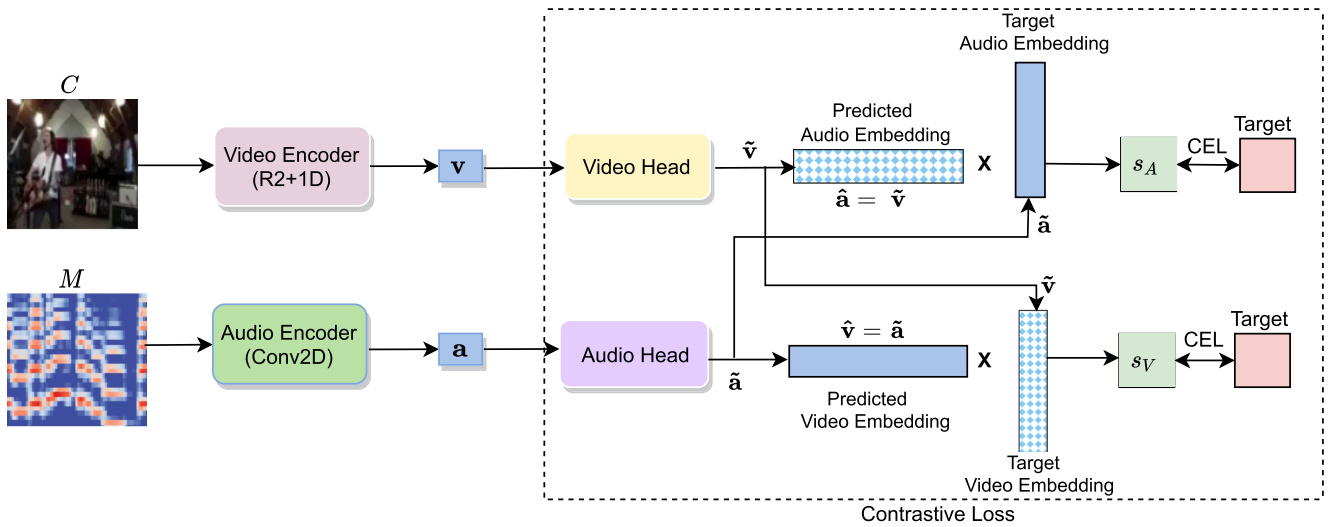 C
Video Encoder
(R2+1D)
v
Video Head
ṽ
Predicted
Audio Embedding
â = ṽ
X
Target
Audio Embedding
ã
s_A
CEL
Target
M
Audio Encoder
(Conv2D)
a
Audio Head
ã
v̂ = ã
Predicted
Video Embedding
X
ṽ
Target
Video Embedding
s_V
CEL
Target
Contrastive Loss